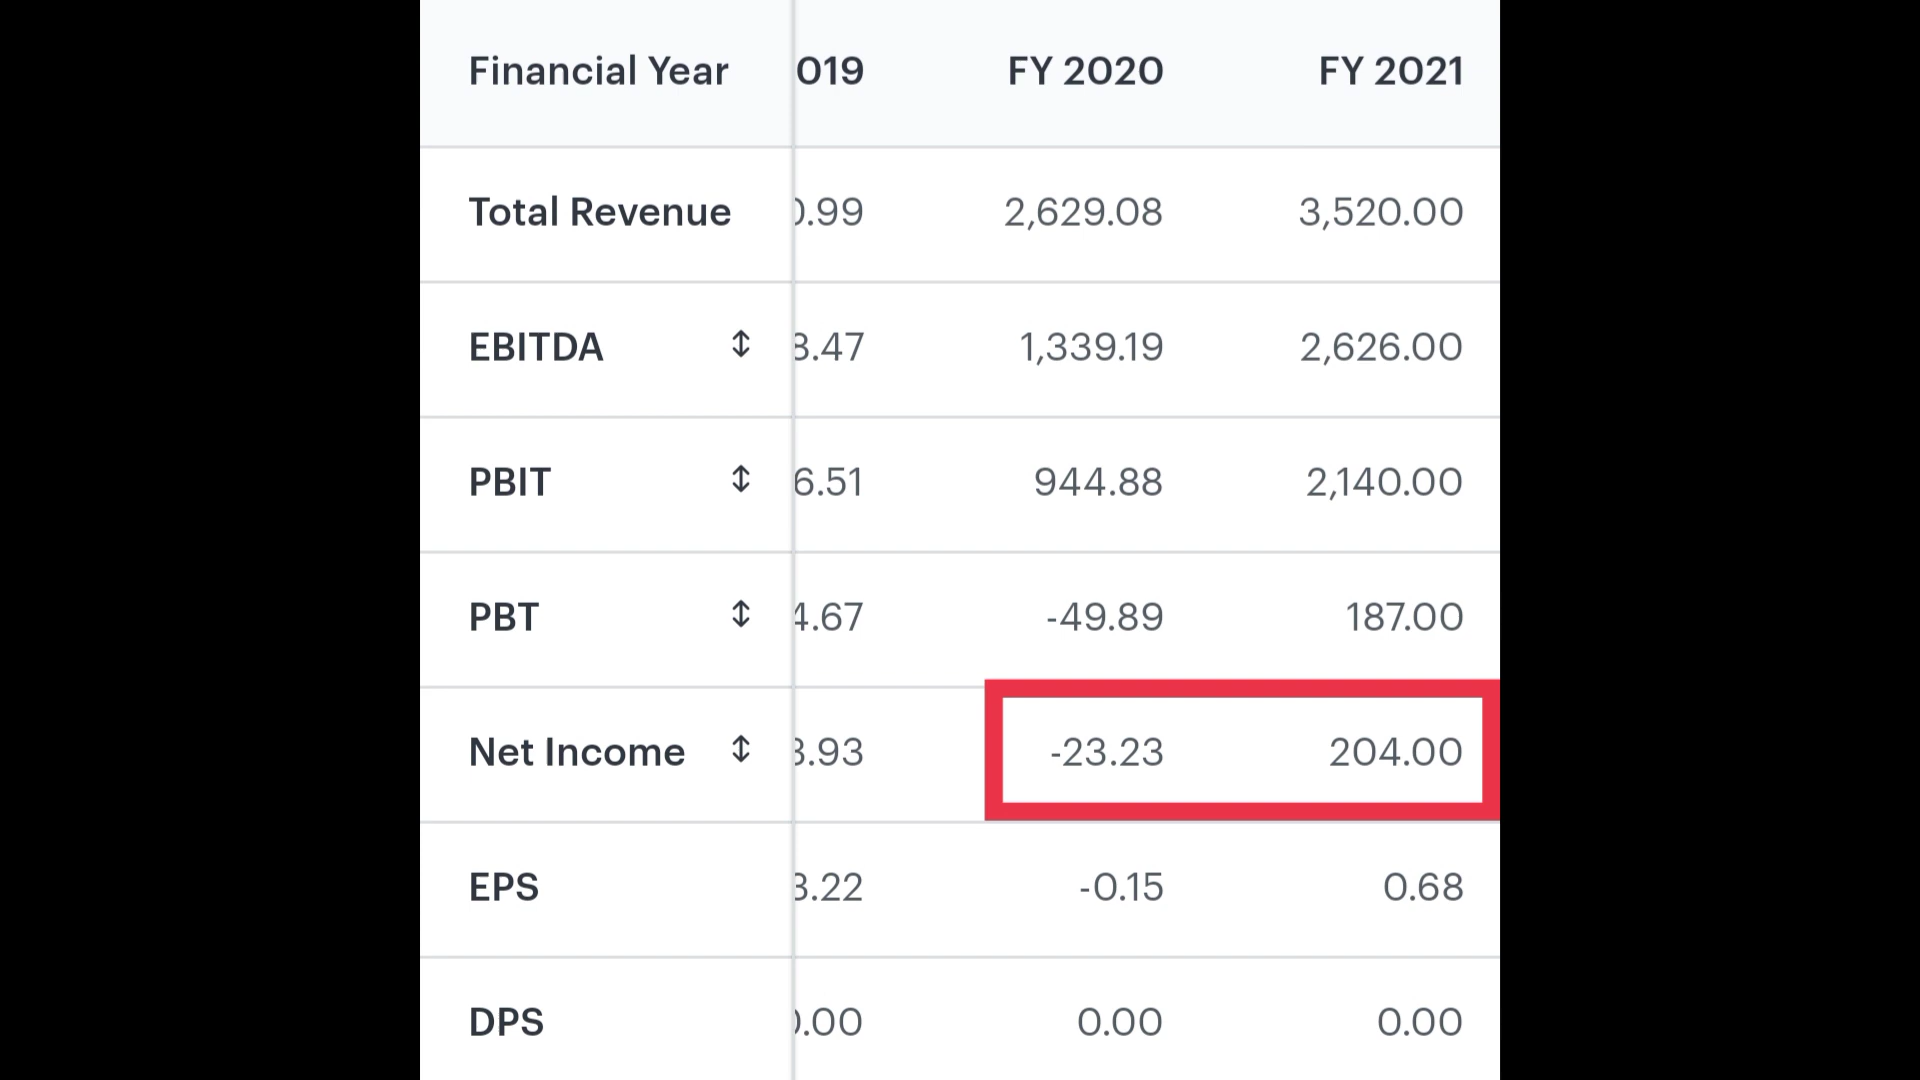 Financial Year 019 FY 2020 FY 2021
Total Revenue .99 2,629.08 3,520.00
EBITDA .47 1,339.19 2,626.00
PBIT 6.51 944.88 2,140.00
PBT 4.67 -49.89 187.00
Net Income .93 -23.23 204.00
EPS .22 -0.15 0.68
DPS .00 0.00 0.00